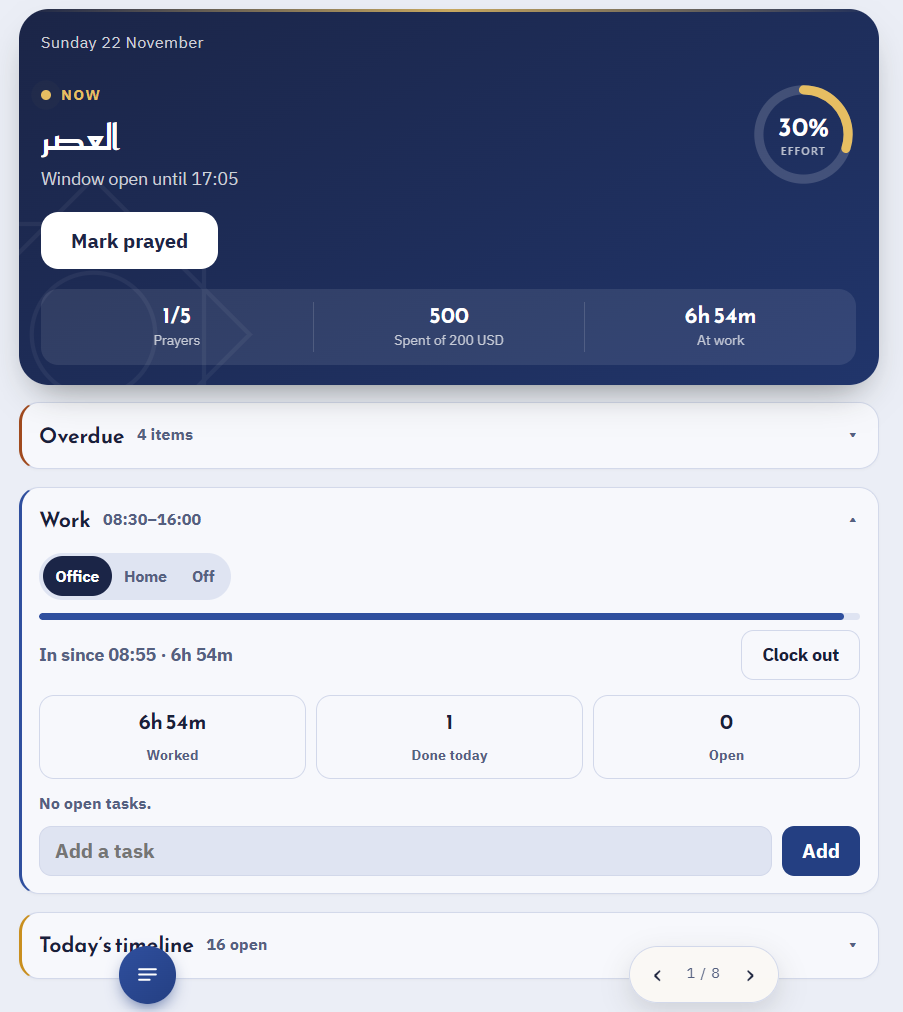 Sunday 22 November
NOW
العصر
Window open until 17:05
30%
EFFORT
Mark prayed
1/5
Prayers
500
Spent of 200 USD
6h 54m
At work
Overdue 4 items
Work 08:30–16:00
Office Home Off
In since 08:55 · 6h 54m
Clock out
6h 54m
Worked
1
Done today
0
Open
No open tasks.
Add a task
Add
Today's timeline 16 open
1 / 8